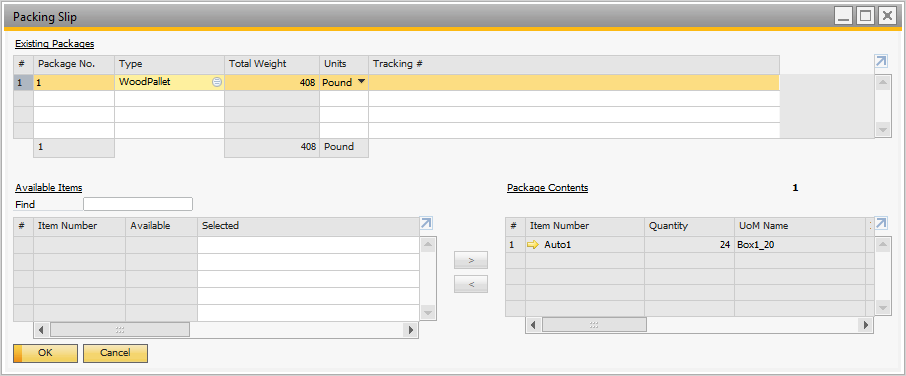 Packing Slip
Existing Packages
# Package No. Type Total Weight Units Tracking #
1 1 WoodPallet 408 Pound
1 408 Pound
Available Items
Package Contents 1
Find
# Item Number Available Selected
# Item Number Quantity UoM Name
1 Auto1 24 Box1_20
>
<
OK Cancel